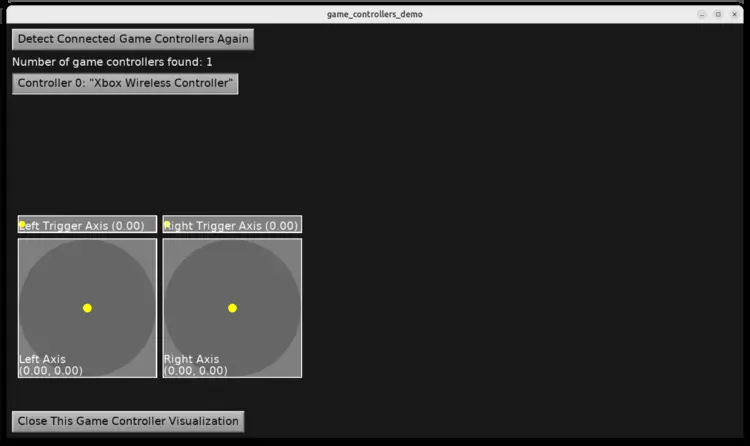 game_controllers_demo
Detect Connected Game Controllers Again
Number of game controllers found: 1
Controller 0: "Xbox Wireless Controller"
Left Trigger Axis (0.00)
Right Trigger Axis (0.00)
Left Axis
(0.00, 0.00)
Right Axis
(0.00, 0.00)
Close This Game Controller Visualization